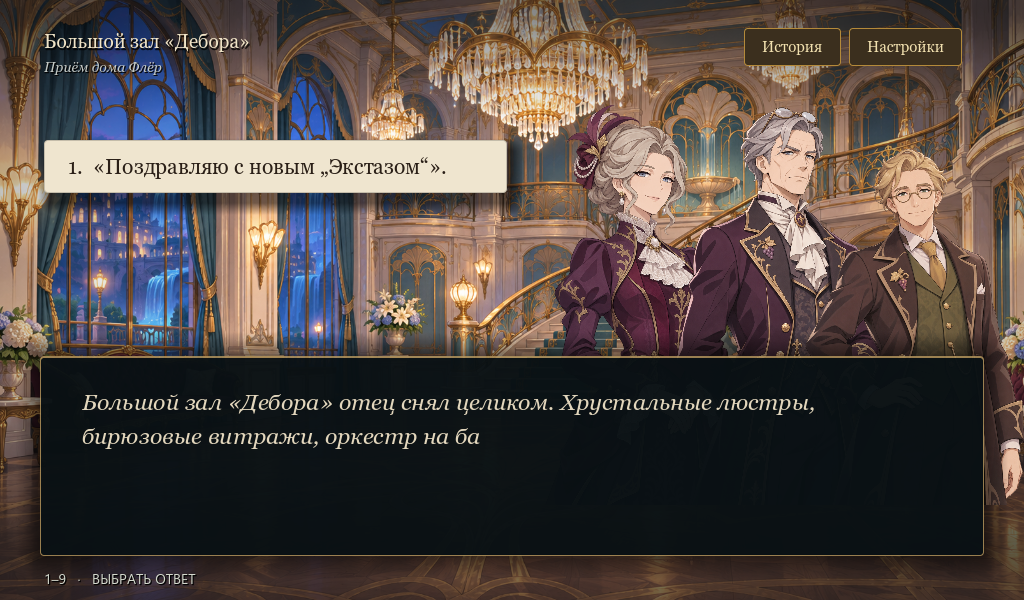 Большой зал «Дебора»
Приём дома Флёр
История
Настройки
1. «Поздравляю с новым „Экстазом“».
Большой зал «Дебора» отец снял целиком. Хрустальные люстры,
бирюзовые витражи, оркестр на ба
1–9 · ВЫБРАТЬ ОТВЕТ